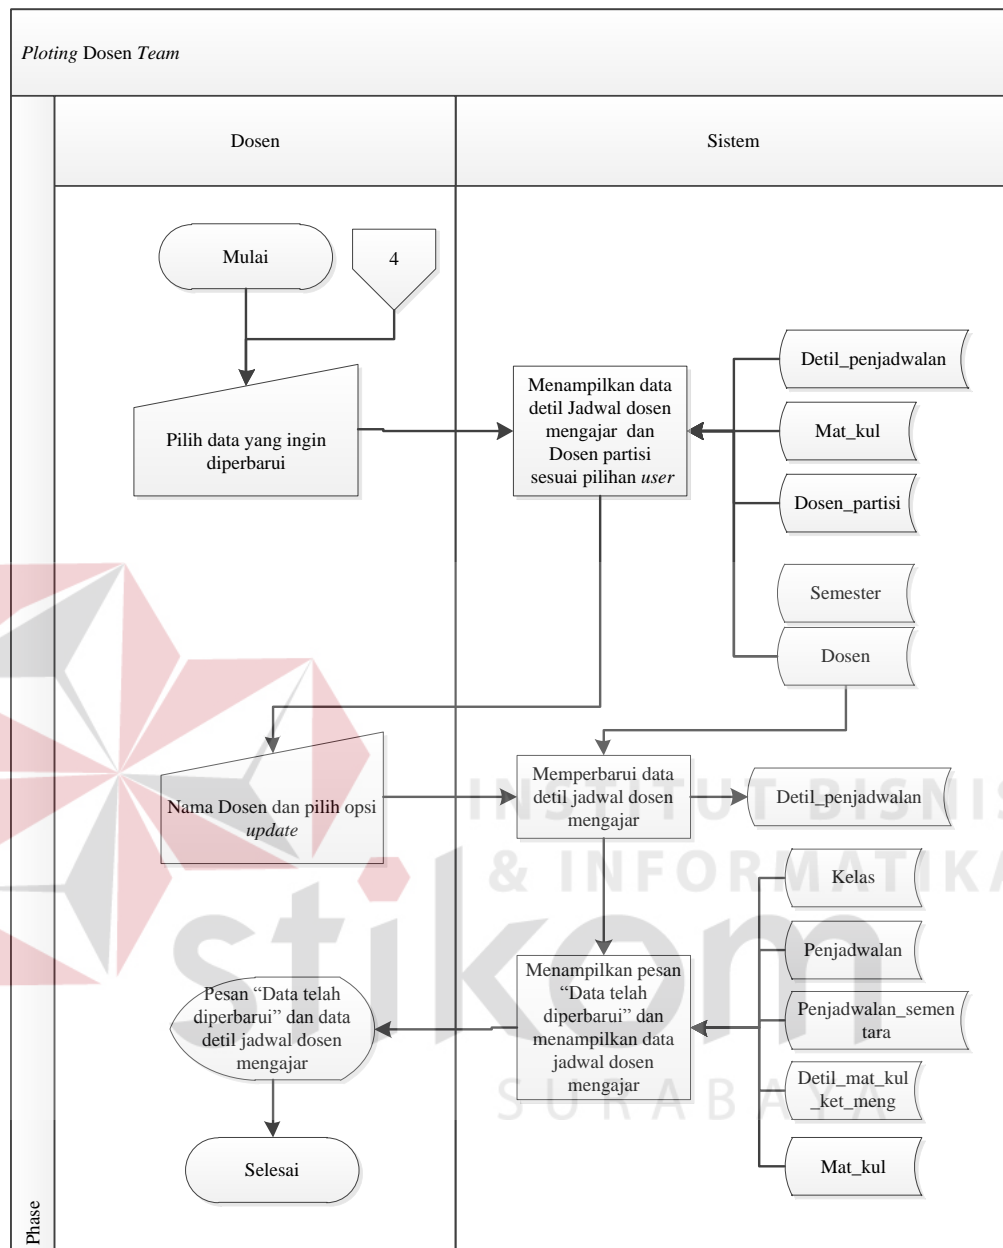 Ploting Dosen Team
Dosen
Sistem
Mulai
4
Pilih data yang ingin
diperbarui
Menampilkan data
detil Jadwal dosen
mengajar dan
Dosen partisi
sesuai pilihan user
Detil_penjadwalan
Mat_kul
Dosen_partisi
Semester
Dosen
Nama Dosen dan pilih opsi
update
Memperbarui data
detil jadwal dosen
mengajar
Detil_penjadwalan
INSTITUT BISNIS
& INFORMATIKA
stikom
SURABAYA
Kelas
Penjadwalan
Penjadwalan_semen
tara
Detil_mat_kul
_ket_meng
Mat_kul
Menampilkan pesan
“Data telah
diperbarui” dan
menampilkan data
jadwal dosen
mengajar
Pesan “Data telah
diperbarui” dan data
detil jadwal dosen
mengajar
Selesai
Phase